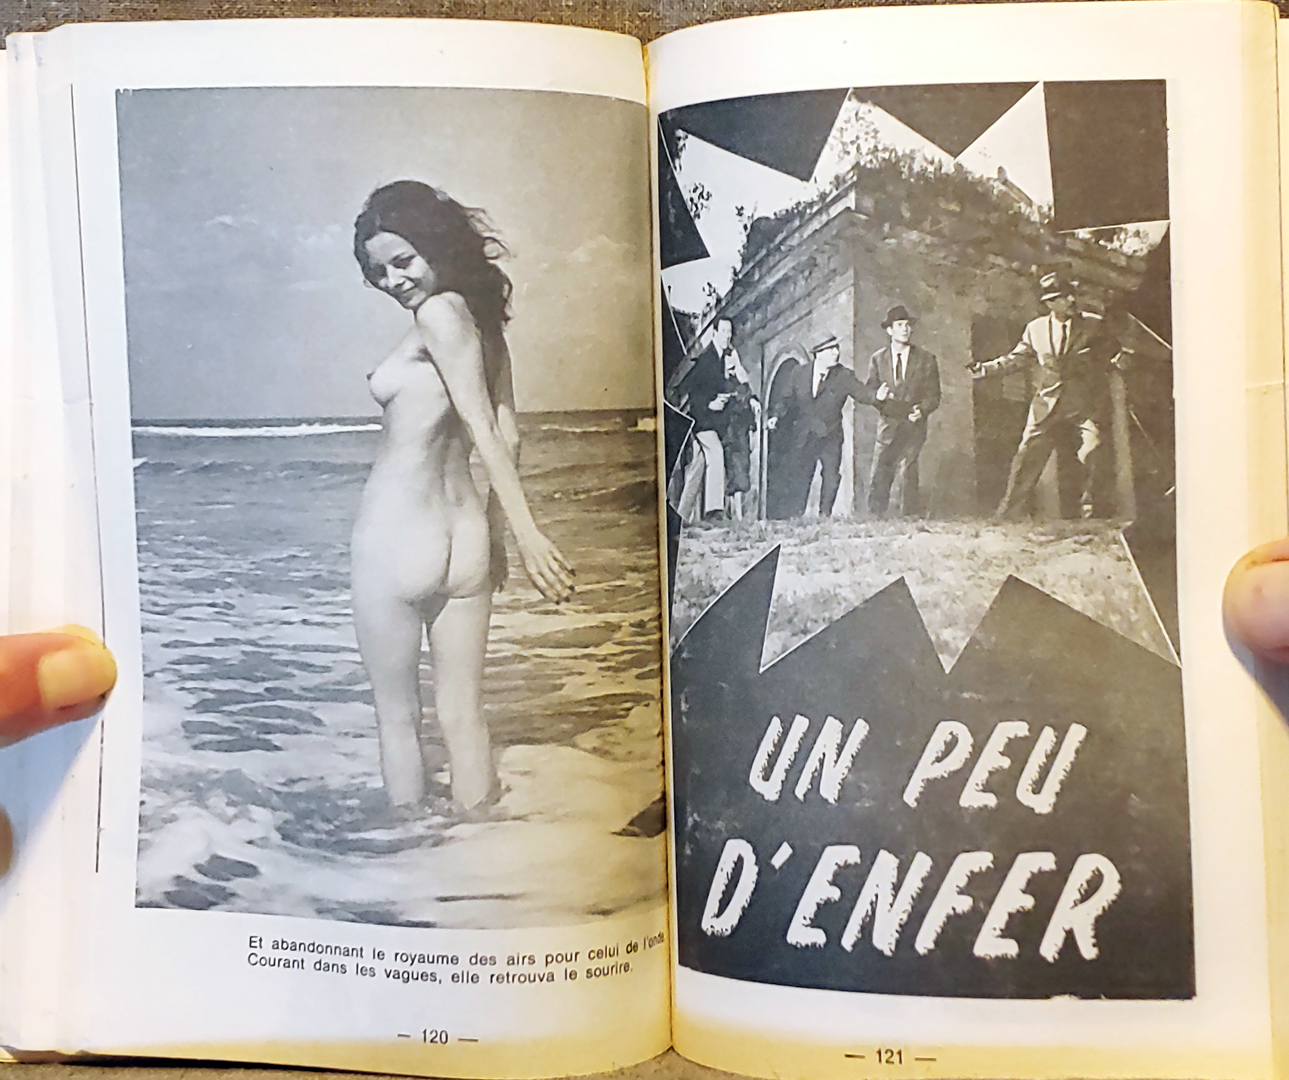 Et abandonnant le royaume des airs pour celui de l'onde
Courant dans les vagues, elle retrouva le sourire.
— 120 —
UN PEU
D'ENFER
— 121 —